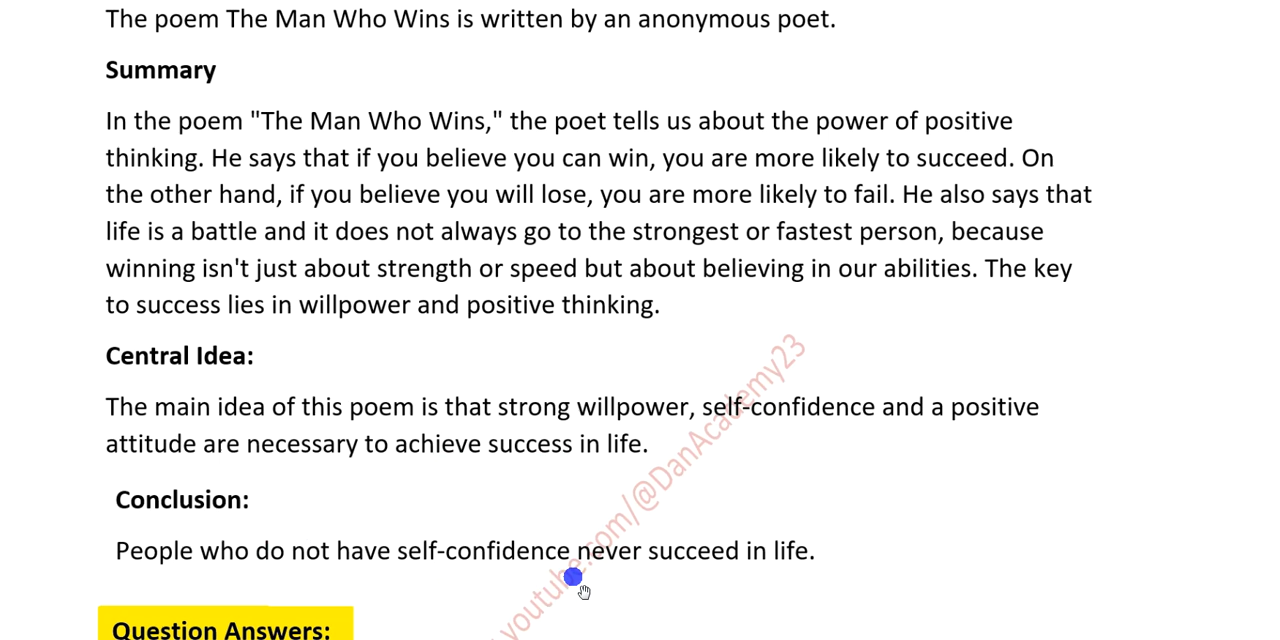 The poem The Man Who Wins is written by an anonymous poet.
Summary
In the poem "The Man Who Wins," the poet tells us about the power of positive
thinking. He says that if you believe you can win, you are more likely to succeed. On
the other hand, if you believe you will lose, you are more likely to fail. He also says that
life is a battle and it does not always go to the strongest or fastest person, because
winning isn't just about strength or speed but about believing in our abilities. The key
to success lies in willpower and positive thinking.
Central Idea:
The main idea of this poem is that strong willpower, self-confidence and a positive
attitude are necessary to achieve success in life.
Conclusion:
People who do not have self-confidence never succeed in life.
Question Answers:
.youtube.com/@DanAcademy23